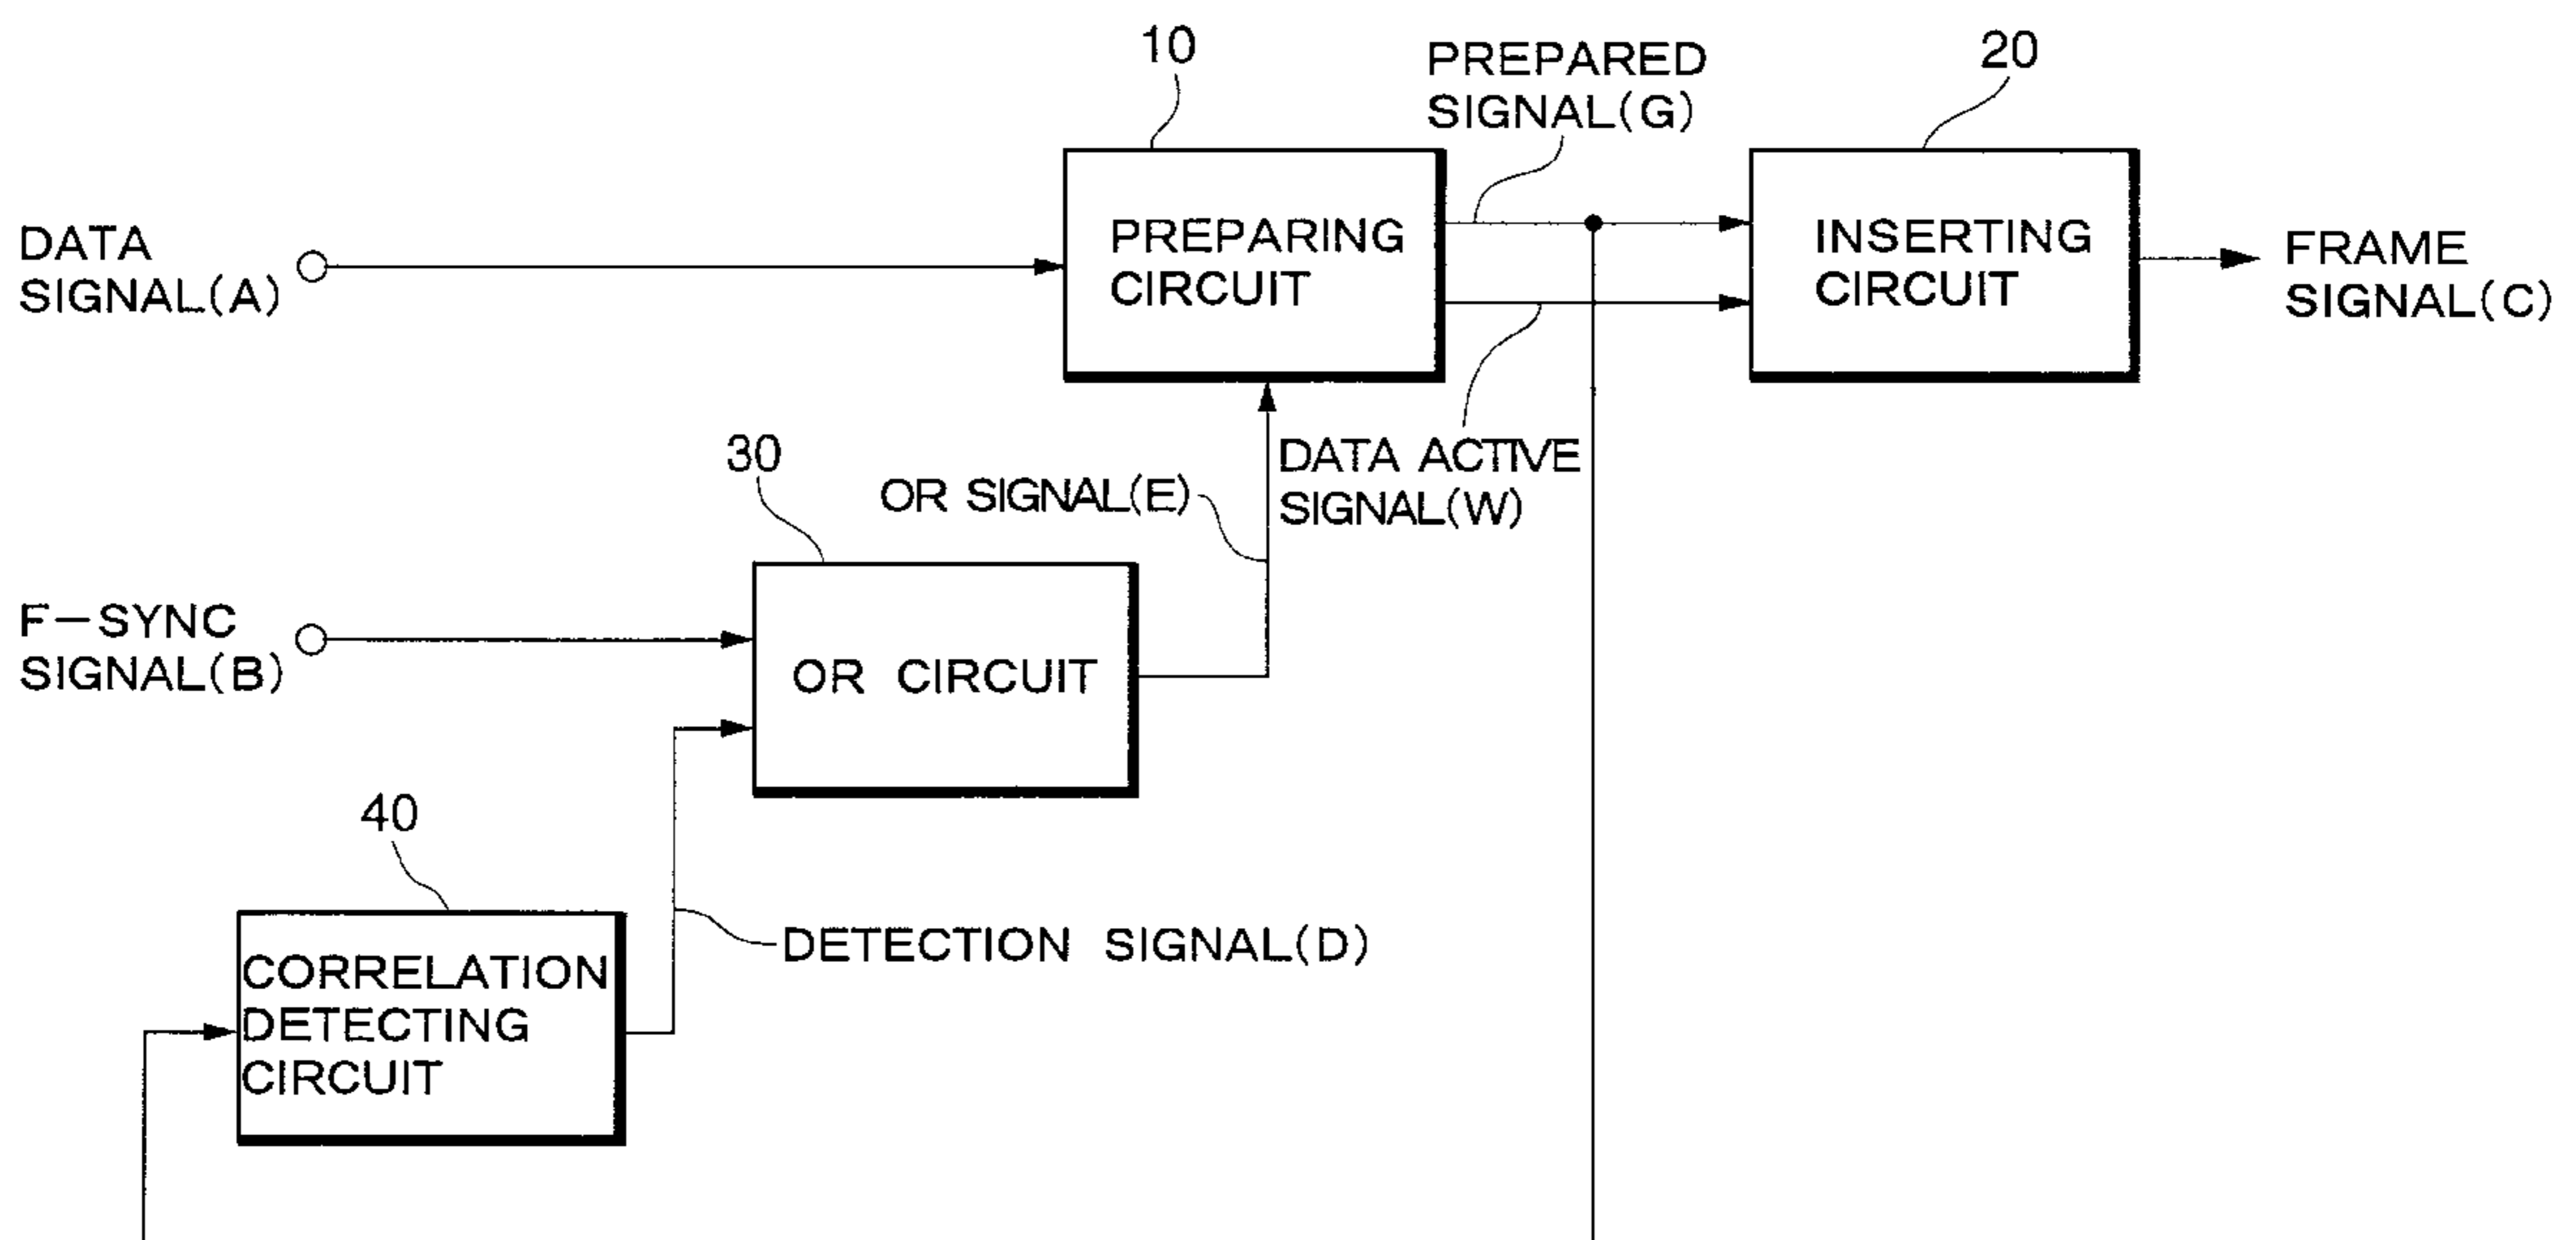 10
PREPARED
SIGNAL(G)
20
DATA
SIGNAL(A)
PREPARING
CIRCUIT
INSERTING
CIRCUIT
FRAME
SIGNAL(C)
30
OR SIGNAL(E)
DATA ACTIVE
SIGNAL(W)
F-SYNC
SIGNAL(B)
OR CIRCUIT
40
DETECTION SIGNAL(D)
CORRELATION
DETECTING
CIRCUIT